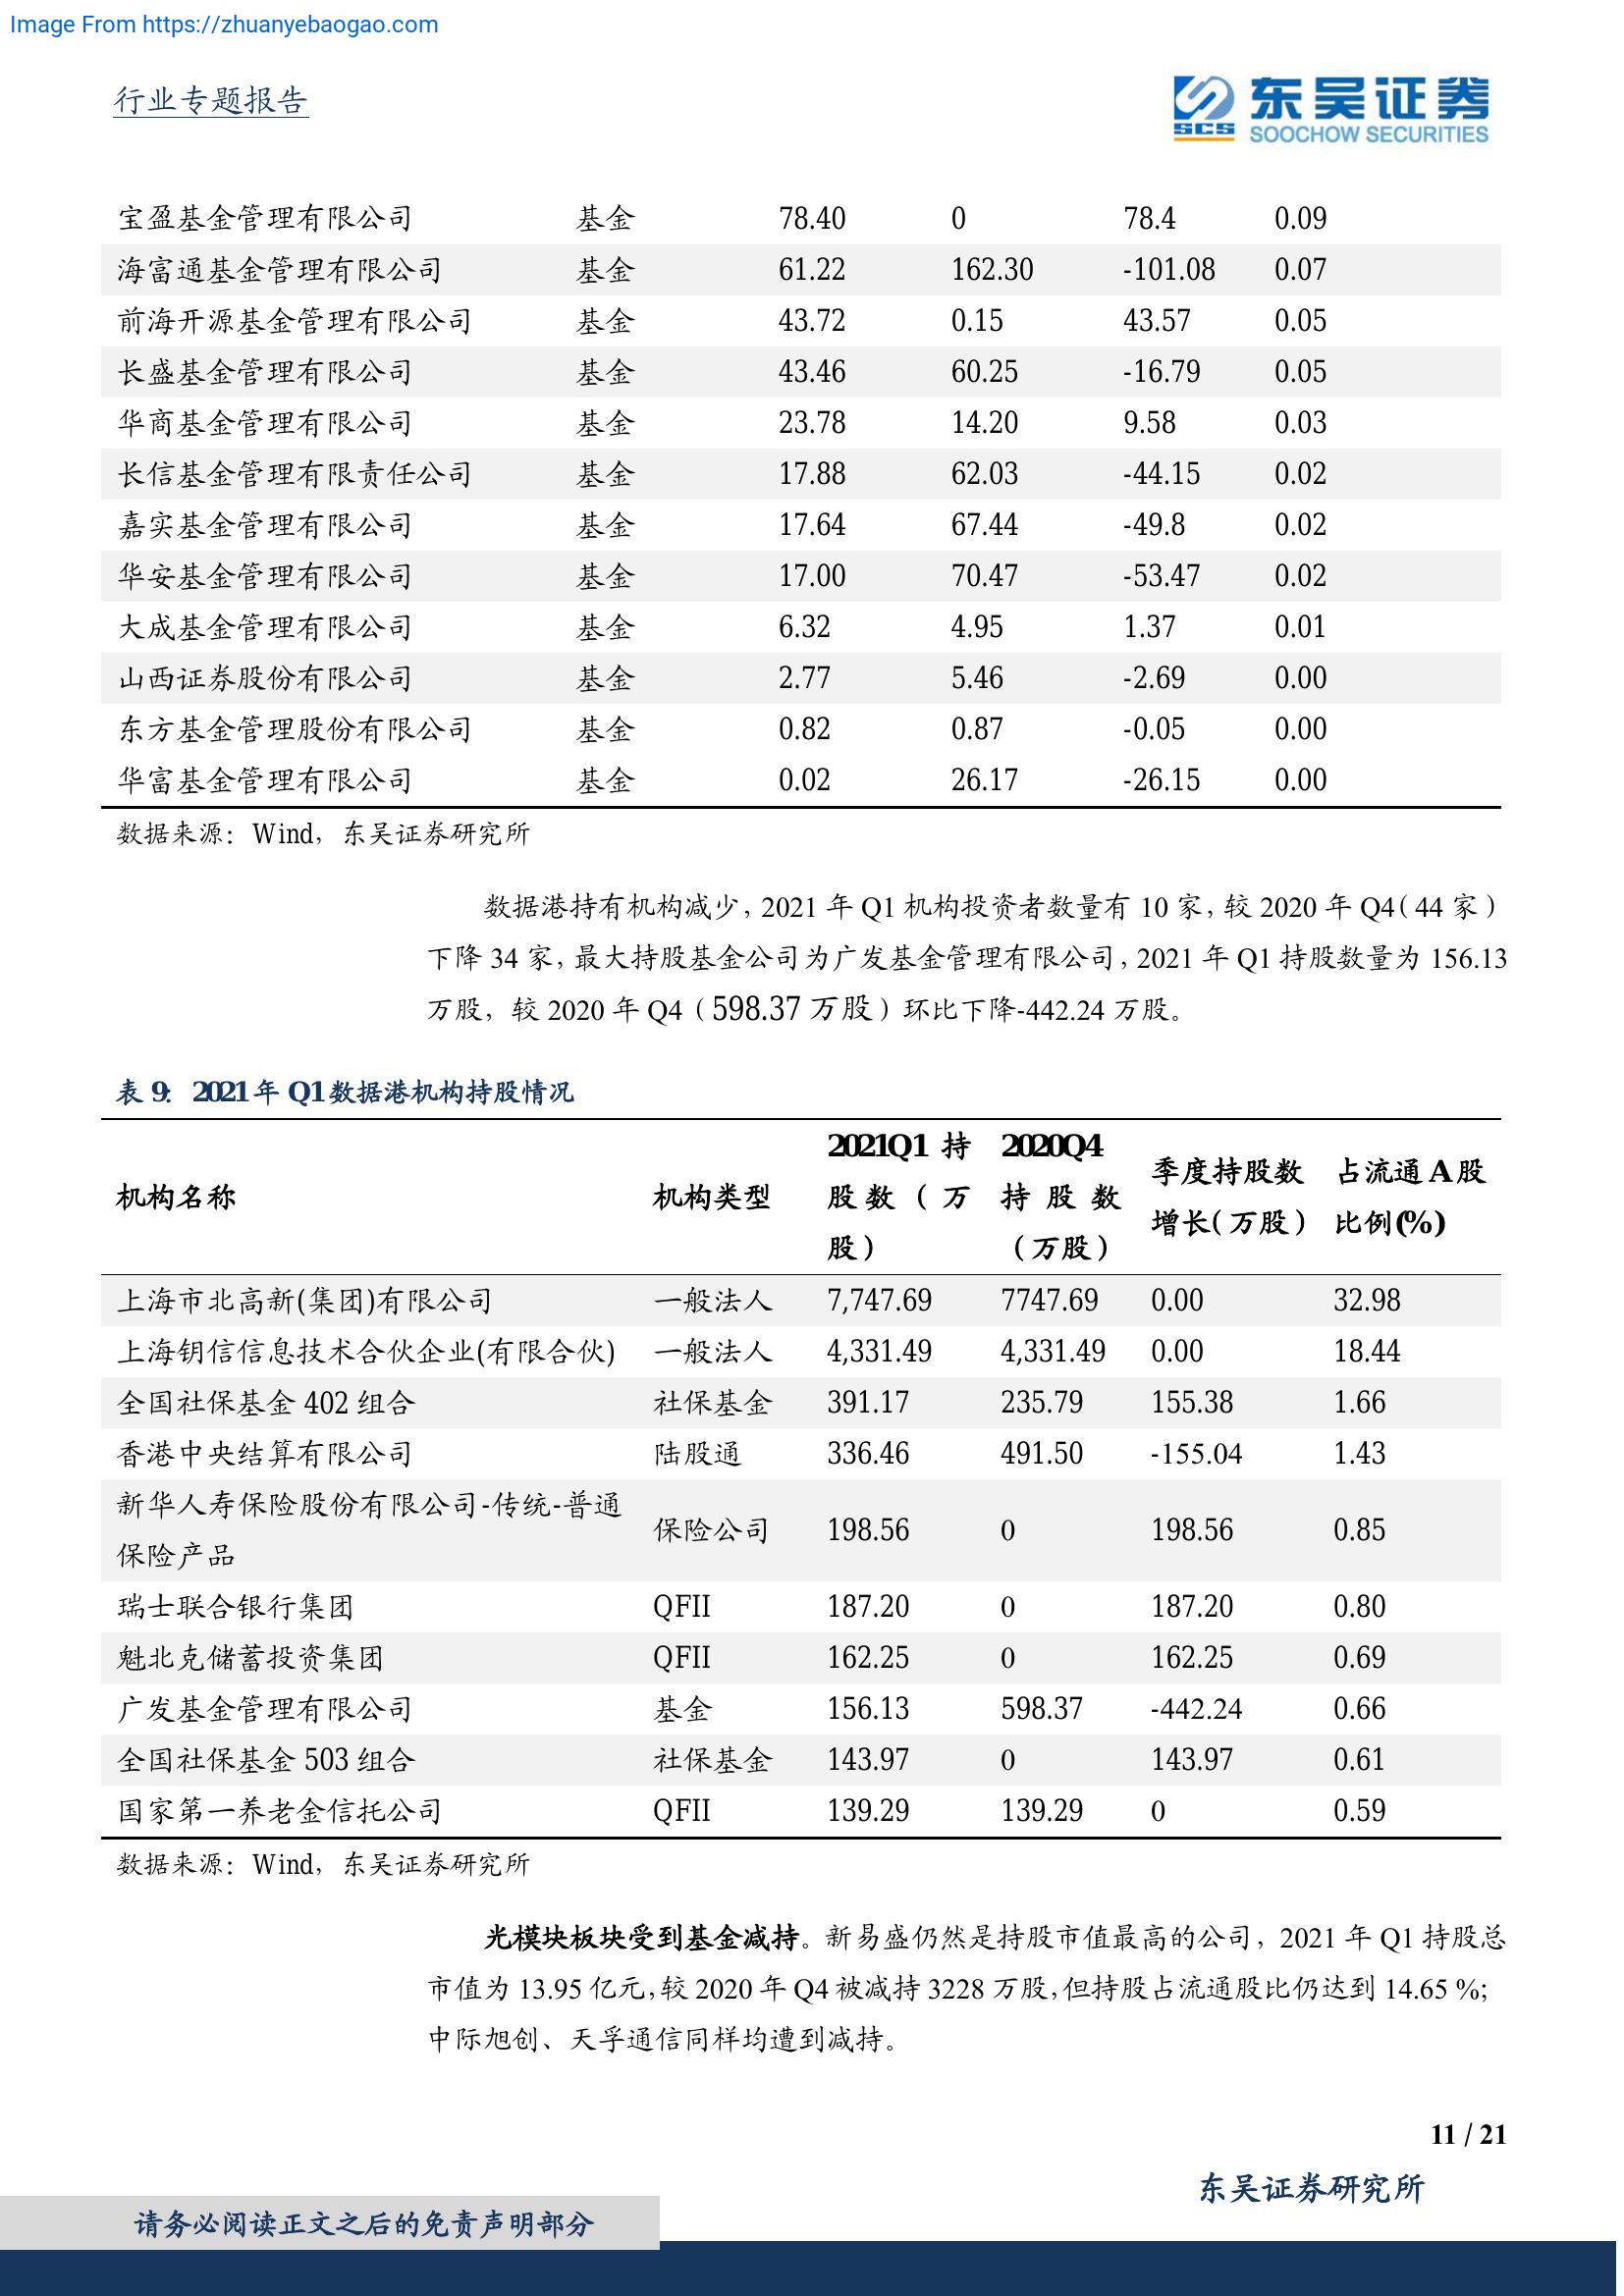 Image From https://zhuanyebaogao.com
行业专题报告
SCS 东吴证券
SOOCHOW SECURITIES
宝盈基金管理有限公司 基金 78.40 0 78.4 0.09
海富通基金管理有限公司 基金 61.22 162.30 -101.08 0.07
前海开源基金管理有限公司 基金 43.72 0.15 43.57 0.05
长盛基金管理有限公司 基金 43.46 60.25 -16.79 0.05
华商基金管理有限公司 基金 23.78 14.20 9.58 0.03
长信基金管理有限责任公司 基金 17.88 62.03 -44.15 0.02
嘉实基金管理有限公司 基金 17.64 67.44 -49.8 0.02
华安基金管理有限公司 基金 17.00 70.47 -53.47 0.02
大成基金管理有限公司 基金 6.32 4.95 1.37 0.01
山西证券股份有限公司 基金 2.77 5.46 -2.69 0.00
东方基金管理股份有限公司 基金 0.82 0.87 -0.05 0.00
华富基金管理有限公司 基金 0.02 26.17 -26.15 0.00
数据来源：Wind，东吴证券研究所
数据港持有机构减少，2021 年 Q1 机构投资者数量有 10 家，较 2020 年 Q4（44 家）
下降 34 家，最大持股基金公司为广发基金管理有限公司，2021 年 Q1 持股数量为 156.13
万股，较 2020 年 Q4（598.37 万股）环比下降-442.24 万股。
表 9：2021 年 Q1 数据港机构持股情况
机构名称 机构类型 2021Q1 持股数（万股） 2020Q4 持股数（万股） 季度持股数增长(万股) 占流通 A 股比例(%)
上海市北高新(集团)有限公司 一般法人 7,747.69 7747.69 0.00 32.98
上海钥信信息技术合伙企业(有限合伙) 一般法人 4,331.49 4,331.49 0.00 18.44
全国社保基金 402 组合 社保基金 391.17 235.79 155.38 1.66
香港中央结算有限公司 陆股通 336.46 491.50 -155.04 1.43
新华人寿保险股份有限公司-传统-普通
保险产品 保险公司 198.56 0 198.56 0.85
瑞士联合银行集团 QFII 187.20 0 187.20 0.80
魁北克储蓄投资集团 QFII 162.25 0 162.25 0.69
广发基金管理有限公司 基金 156.13 598.37 -442.24 0.66
全国社保基金 503 组合 社保基金 143.97 0 143.97 0.61
国家第一养老金信托公司 QFII 139.29 139.29 0 0.59
数据来源：Wind，东吴证券研究所
光模块板块受到基金减持。新易盛仍然是持股市值最高的公司，2021 年 Q1 持股总
市值为 13.95 亿元，较 2020 年 Q4 被减持 3228 万股，但持股占流通股比仍达到 14.65 %；
中际旭创、天孚通信同样均遭到减持。
11 / 21
东吴证券研究所
请务必阅读正文之后的免责声明部分